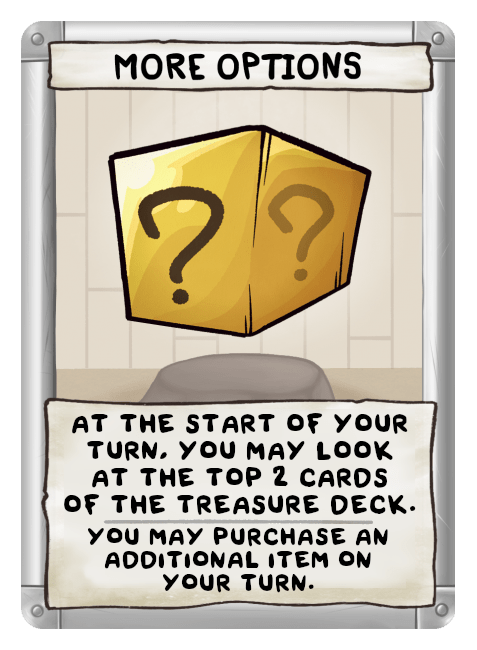 MORE OPTIONS
?
?
AT THE START OF YOUR
TURN, YOU MAY LOOK
AT THE TOP 2 CARDS
OF THE TREASURE DECK.
YOU MAY PURCHASE AN
ADDITIONAL ITEM ON
YOUR TURN.